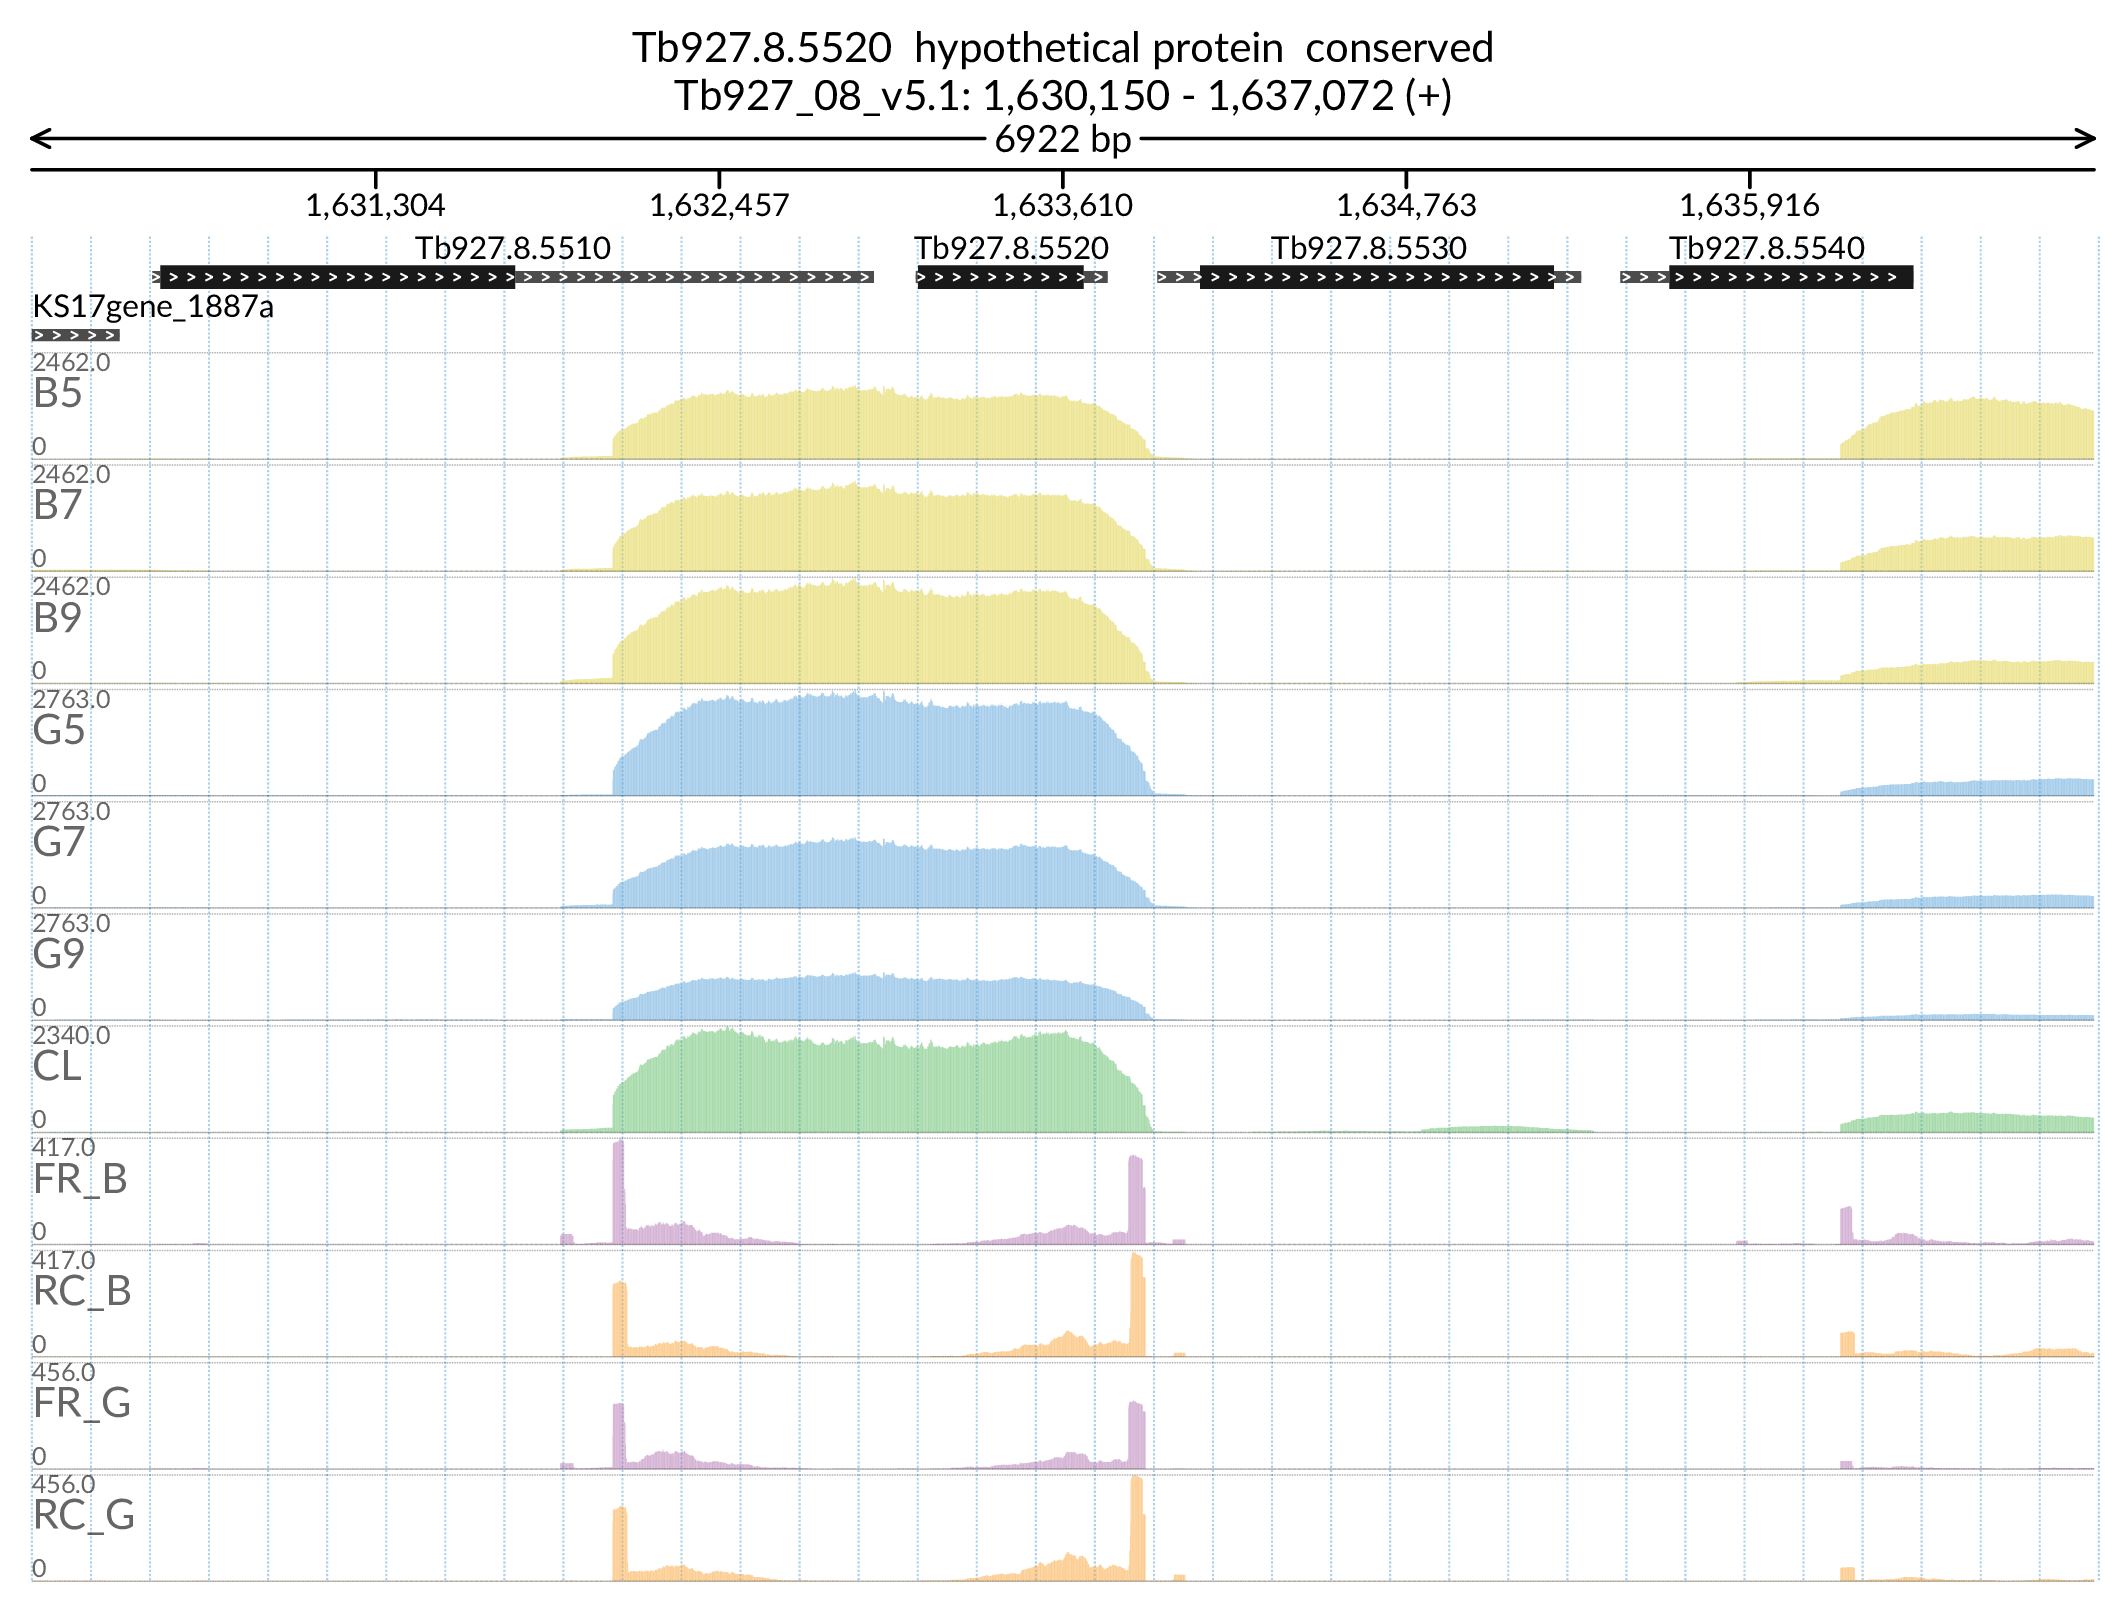 Tb927.8.5520 hypothetical protein conserved
Tb927_08_v5.1: 1,630,150 - 1,637,072 (+)
6922 bp
1,631,304 1,632,457 1,633,610 1,634,763 1,635,916
Tb927.8.5510 Tb927.8.5520 Tb927.8.5530 Tb927.8.5540
KS17gene_1887a
2462.0
B5
0
2462.0
B7
0
2462.0
B9
0
2763.0
G5
0
2763.0
G7
0
2763.0
G9
0
2340.0
CL
0
417.0
FR_B
0
417.0
RC_B
0
456.0
FR_G
0
456.0
RC_G
0